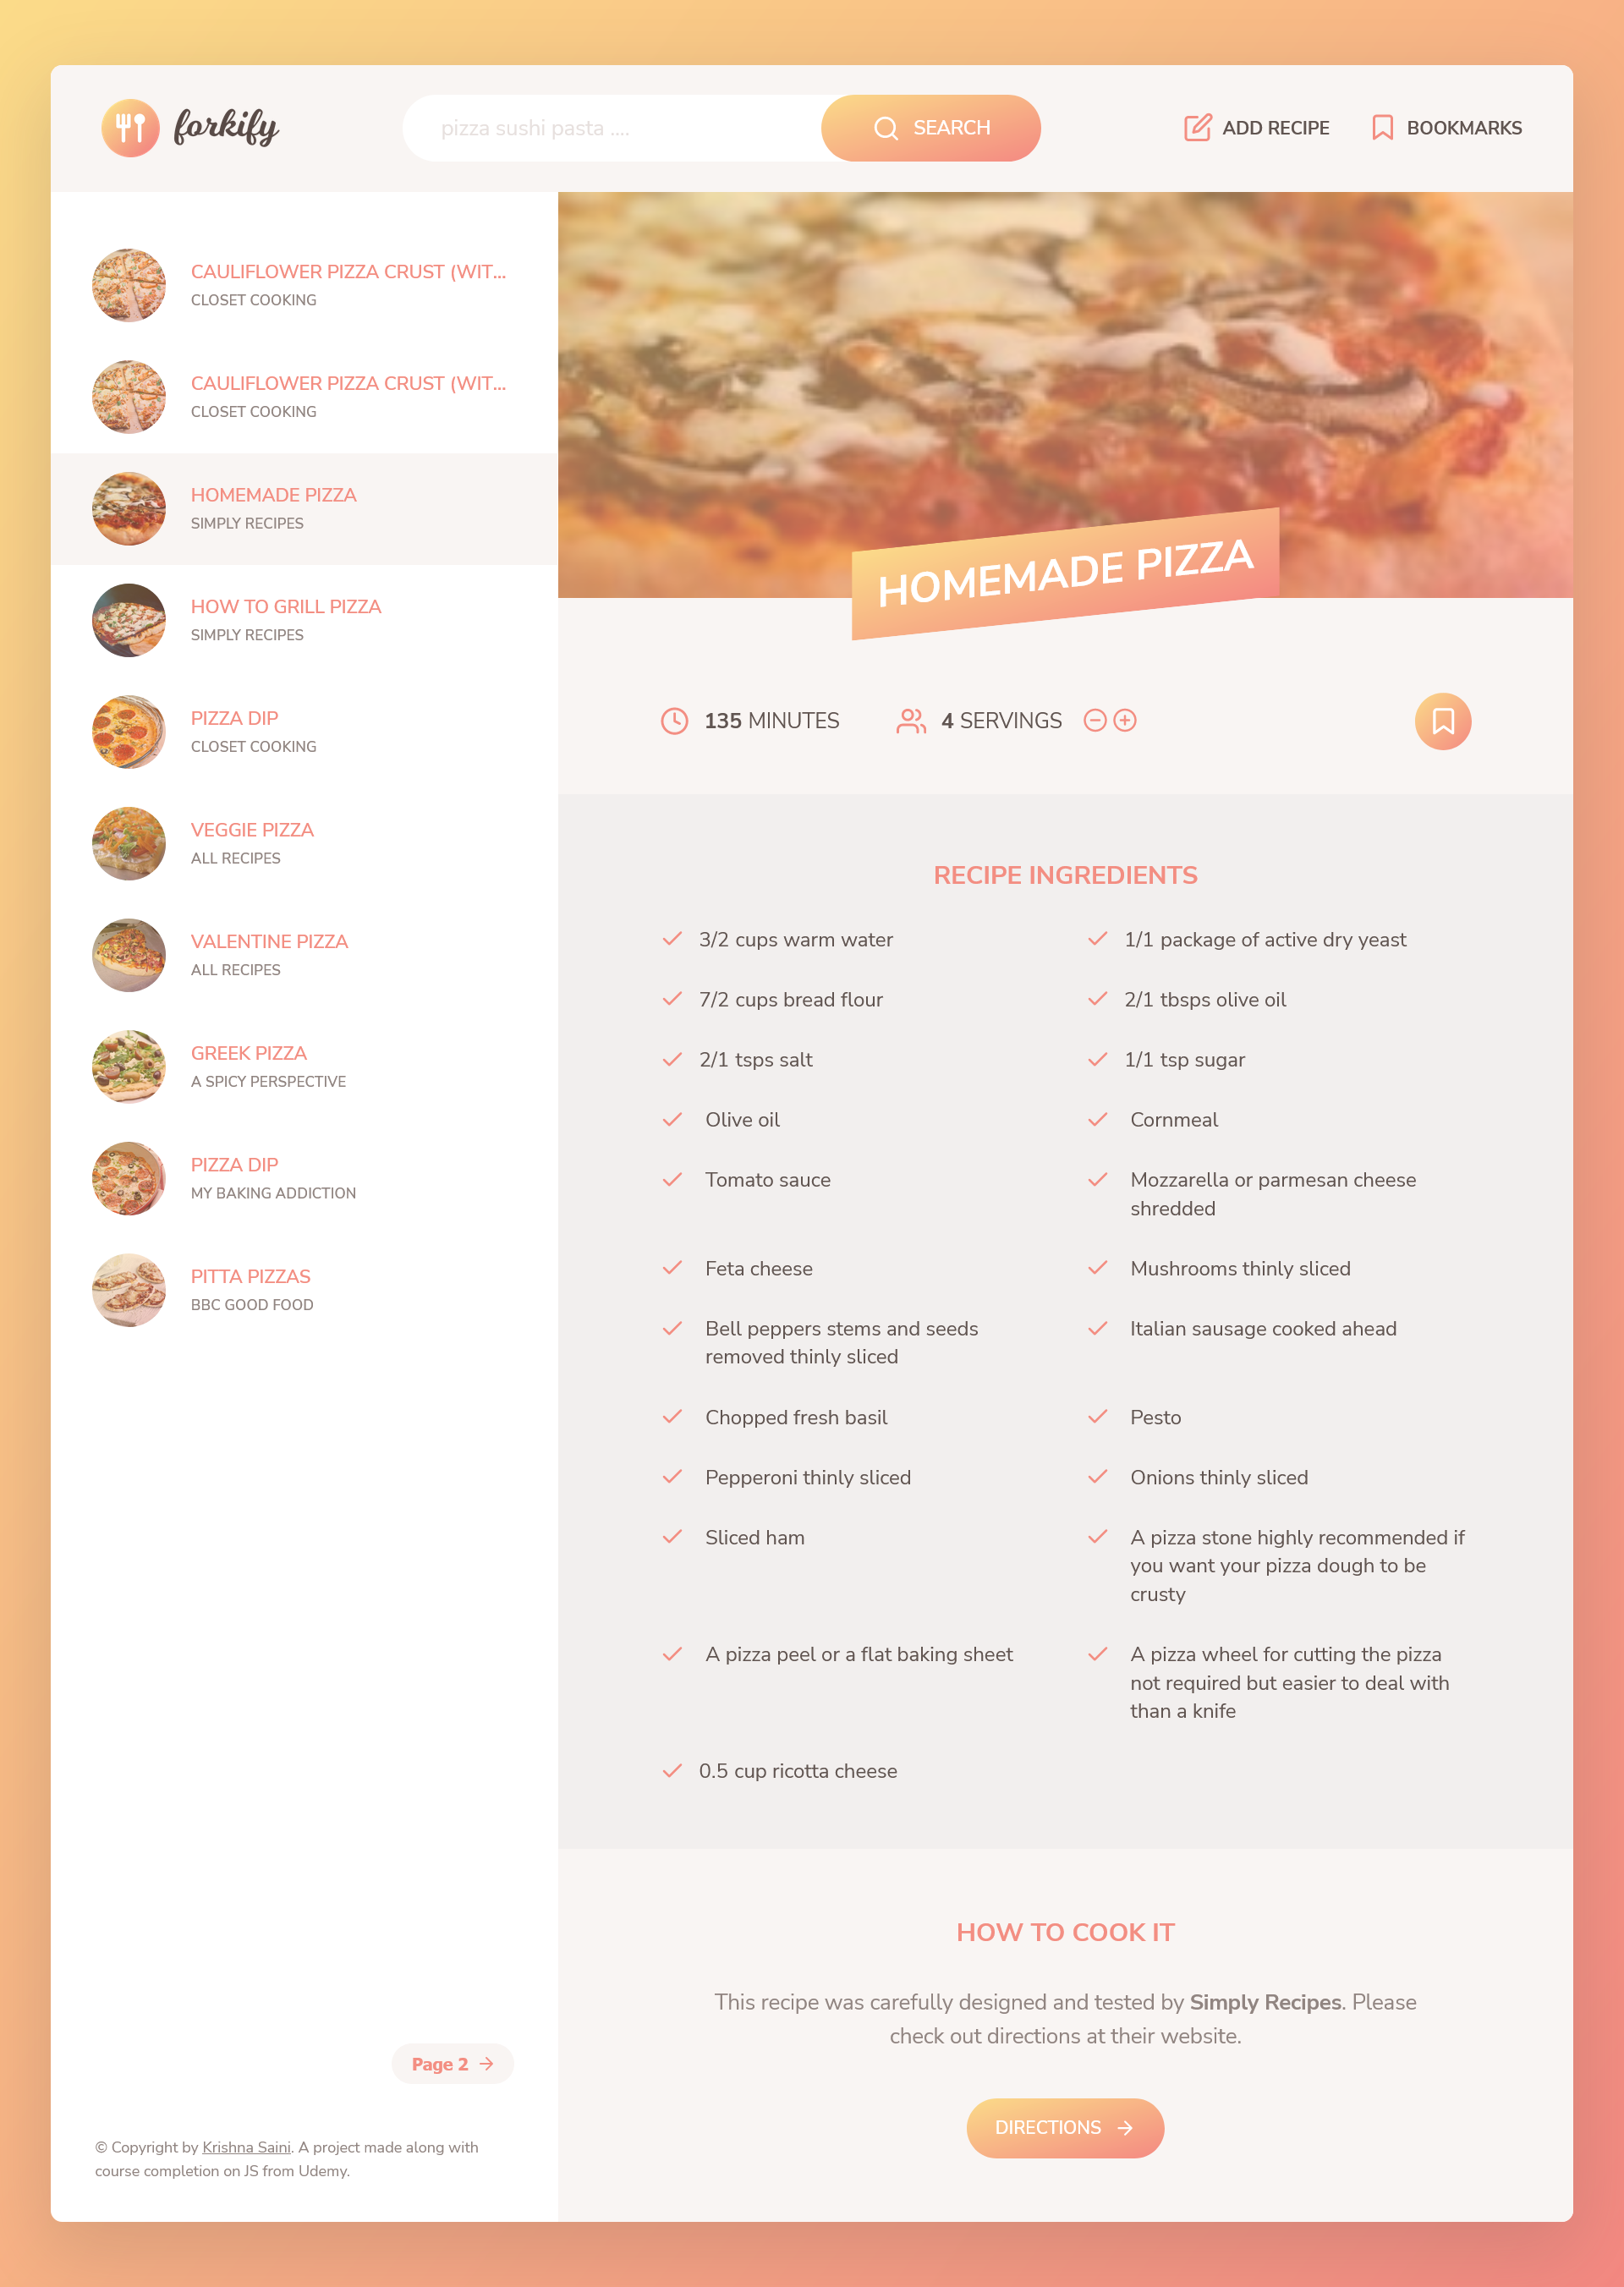 forkify
pizza sushi pasta ....
SEARCH
ADD RECIPE
BOOKMARKS
CAULIFLOWER PIZZA CRUST (WIT...
CLOSET COOKING
CAULIFLOWER PIZZA CRUST (WIT...
CLOSET COOKING
HOMEMADE PIZZA
SIMPLY RECIPES
HOW TO GRILL PIZZA
SIMPLY RECIPES
PIZZA DIP
CLOSET COOKING
VEGGIE PIZZA
ALL RECIPES
VALENTINE PIZZA
ALL RECIPES
GREEK PIZZA
A SPICY PERSPECTIVE
PIZZA DIP
MY BAKING ADDICTION
PITTA PIZZAS
BBC GOOD FOOD
Page 2
© Copyright by Krishna Saini. A project made along with
course completion on JS from Udemy.
HOMEMADE PIZZA
135 MINUTES
4 SERVINGS
RECIPE INGREDIENTS
3/2 cups warm water
1/1 package of active dry yeast
7/2 cups bread flour
2/1 tbsps olive oil
2/1 tsps salt
1/1 tsp sugar
Olive oil
Cornmeal
Tomato sauce
Mozzarella or parmesan cheese
shredded
Feta cheese
Mushrooms thinly sliced
Bell peppers stems and seeds
removed thinly sliced
Italian sausage cooked ahead
Chopped fresh basil
Pesto
Pepperoni thinly sliced
Onions thinly sliced
Sliced ham
A pizza stone highly recommended if
you want your pizza dough to be
crusty
A pizza peel or a flat baking sheet
A pizza wheel for cutting the pizza
not required but easier to deal with
than a knife
0.5 cup ricotta cheese
HOW TO COOK IT
This recipe was carefully designed and tested by Simply Recipes. Please
check out directions at their website.
DIRECTIONS